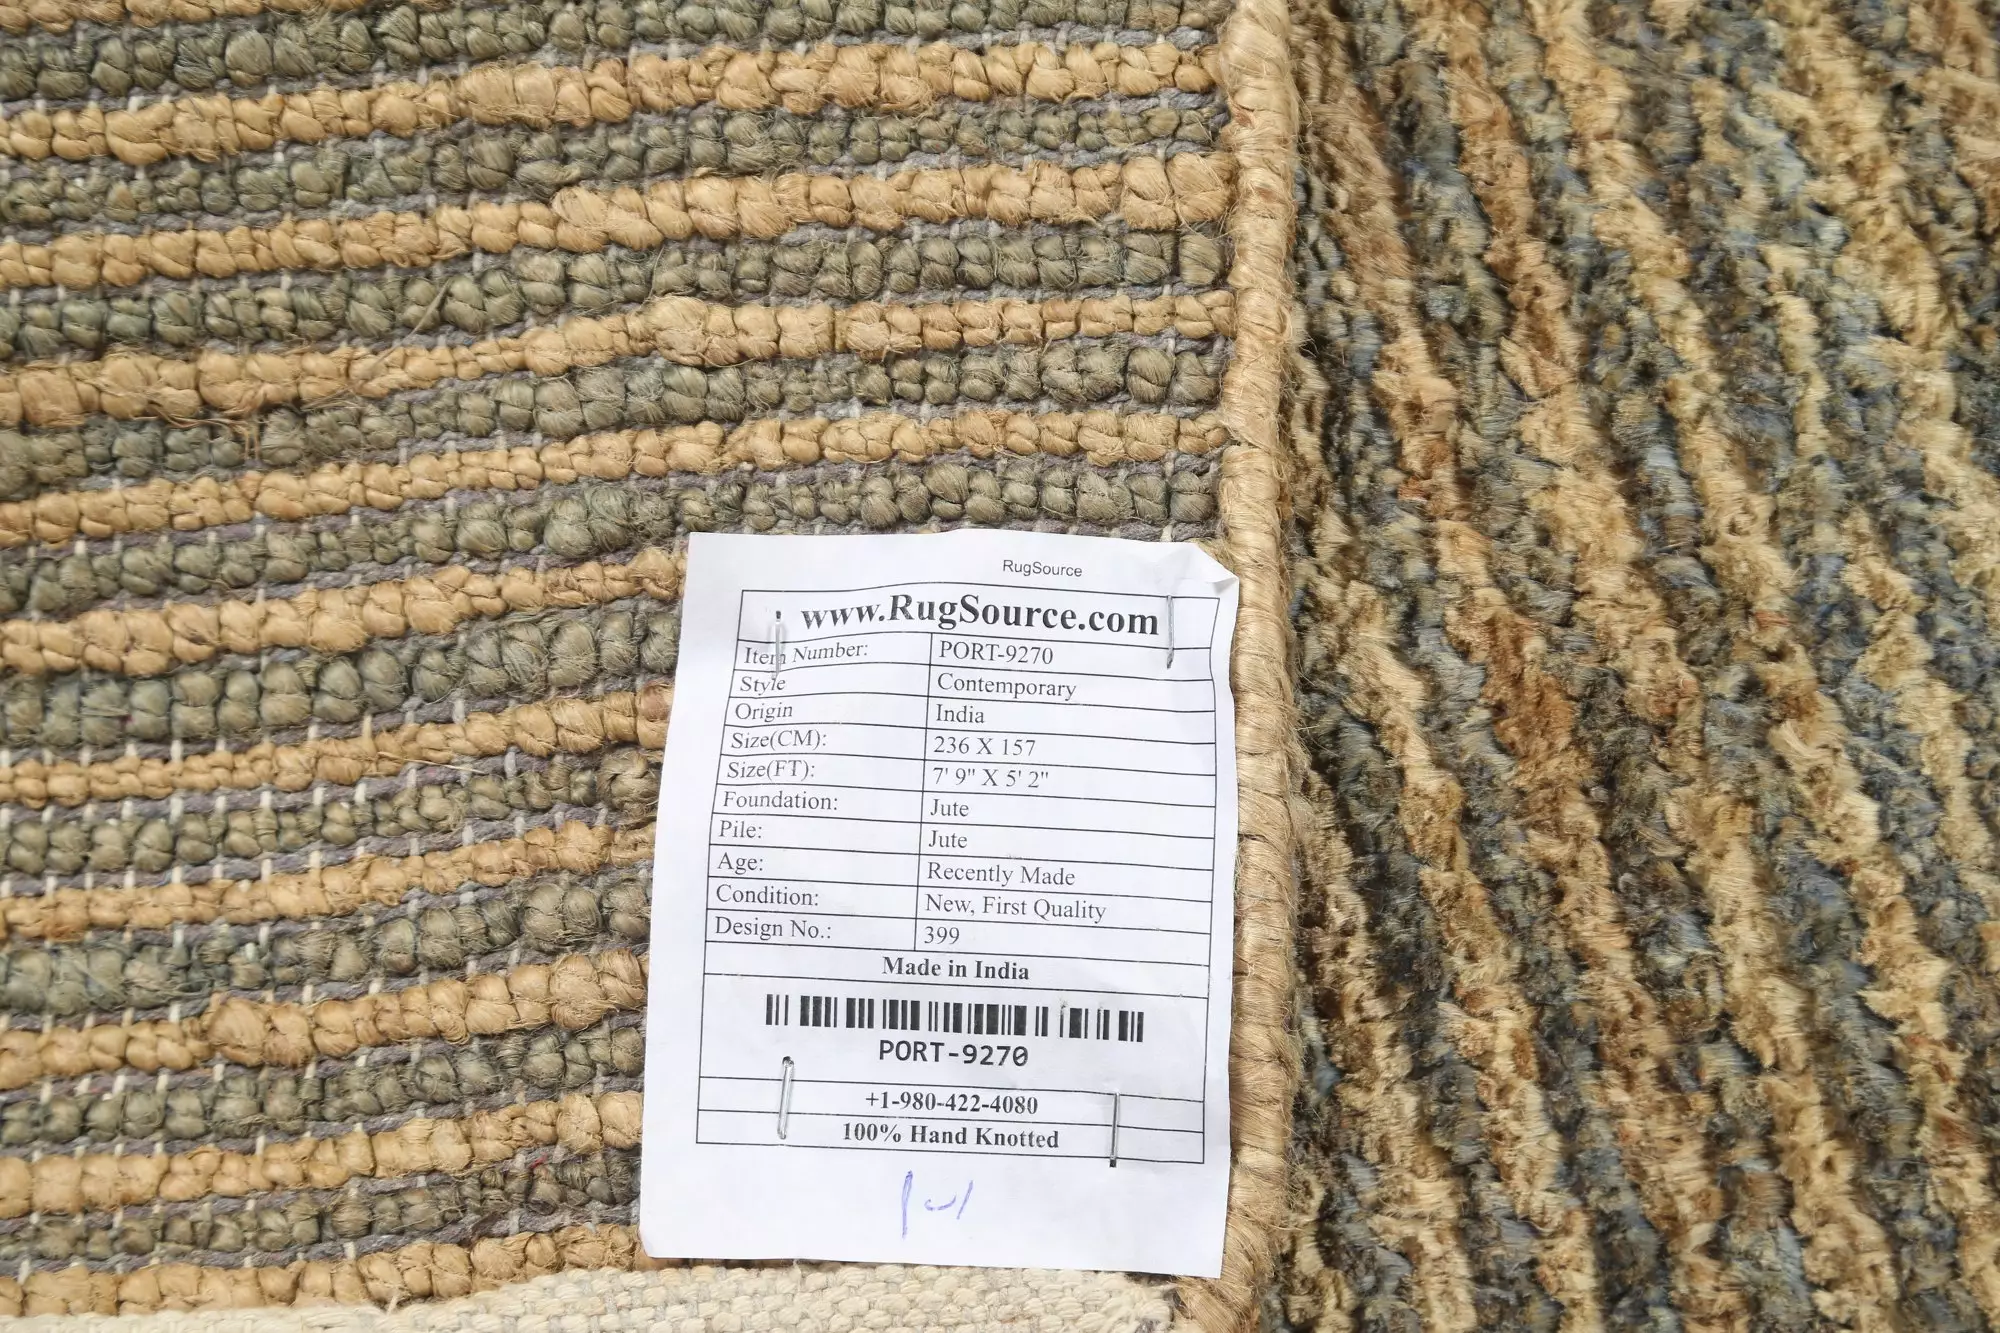 RugSource
www.RugSource.com
Item Number: PORT-9270
Style Contemporary
Origin India
Size(CM): 236 X 157
Size(FT): 7' 9" X 5' 2"
Foundation: Jute
Pile: Jute
Age: Recently Made
Condition: New, First Quality
Design No.: 399
Made in India
PORT-9270
+1-980-422-4080
100% Hand Knotted